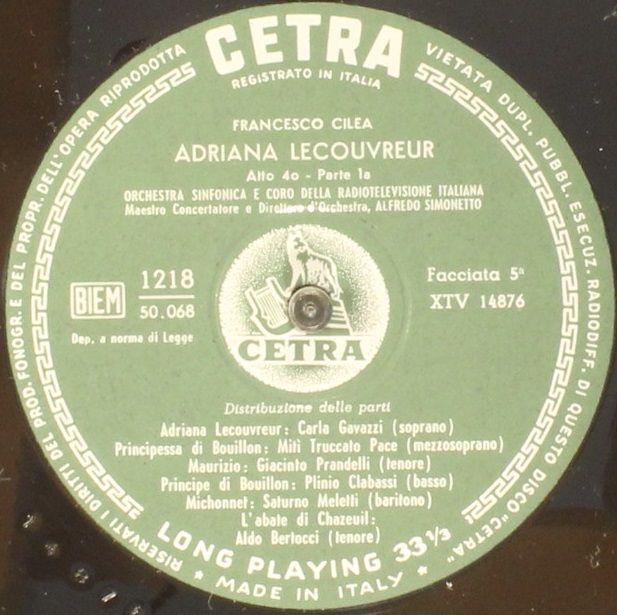 CETRA
REGISTRATO IN ITALIA
FRANCESCO CILEA
ADRIANA LECOUVREUR
Atto 4o - Parte 1a
ORCHESTRA SINFONICA E CORO DELLA RADIOTELEVISIONE ITALIANA
Maestro Concertatore e Direttore d'Orchestra, ALFREDO SIMONETTO
BIEM
1218
50.068
Dep. a norma di Legge
Facciata 5ª
XTV 14876
CETRA
Distribuzione delle parti
Adriana Lecouvreur: Carla Gavazzi (soprano)
Principessa di Bouillon: Miti Truccato Pace (mezzosoprano)
Maurizio: Giacinto Prandelli (tenore)
Principe di Bouillon: Plinio Clabassi (basso)
Michonnet: Saturno Meletti (baritono)
L'abate di Chazeuil:
Aldo Bertocci (tenore)
LONG PLAYING 33⅓
★ MADE IN ITALY ★
RISERVATI I DIRITTI DEL PROD. FONOGR. E DEL PROPR. DELL'OPERA RIPRODOTTA
VIETATA DUPL. PUBBL. ESECUZ. RADIODIFF. DI QUESTO DISCO "CETRA"